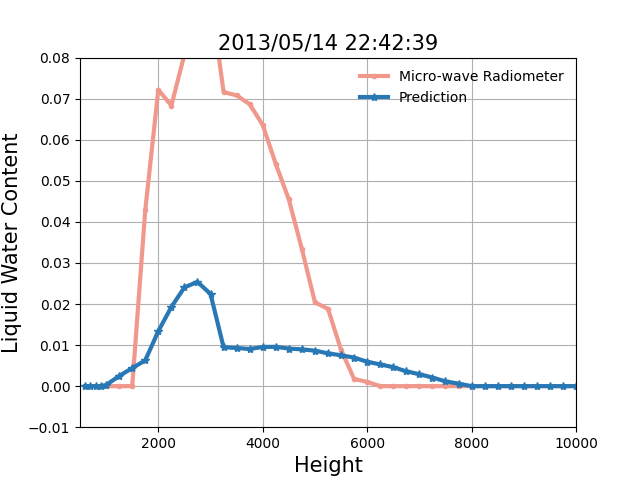 2013/05/14 22:42:39
Micro-wave Radiometer
Prediction
Liquid Water Content
0.08
0.07
0.06
0.05
0.04
0.03
0.02
0.01
0.00
−0.01
2000 4000 6000 8000 10000
Height